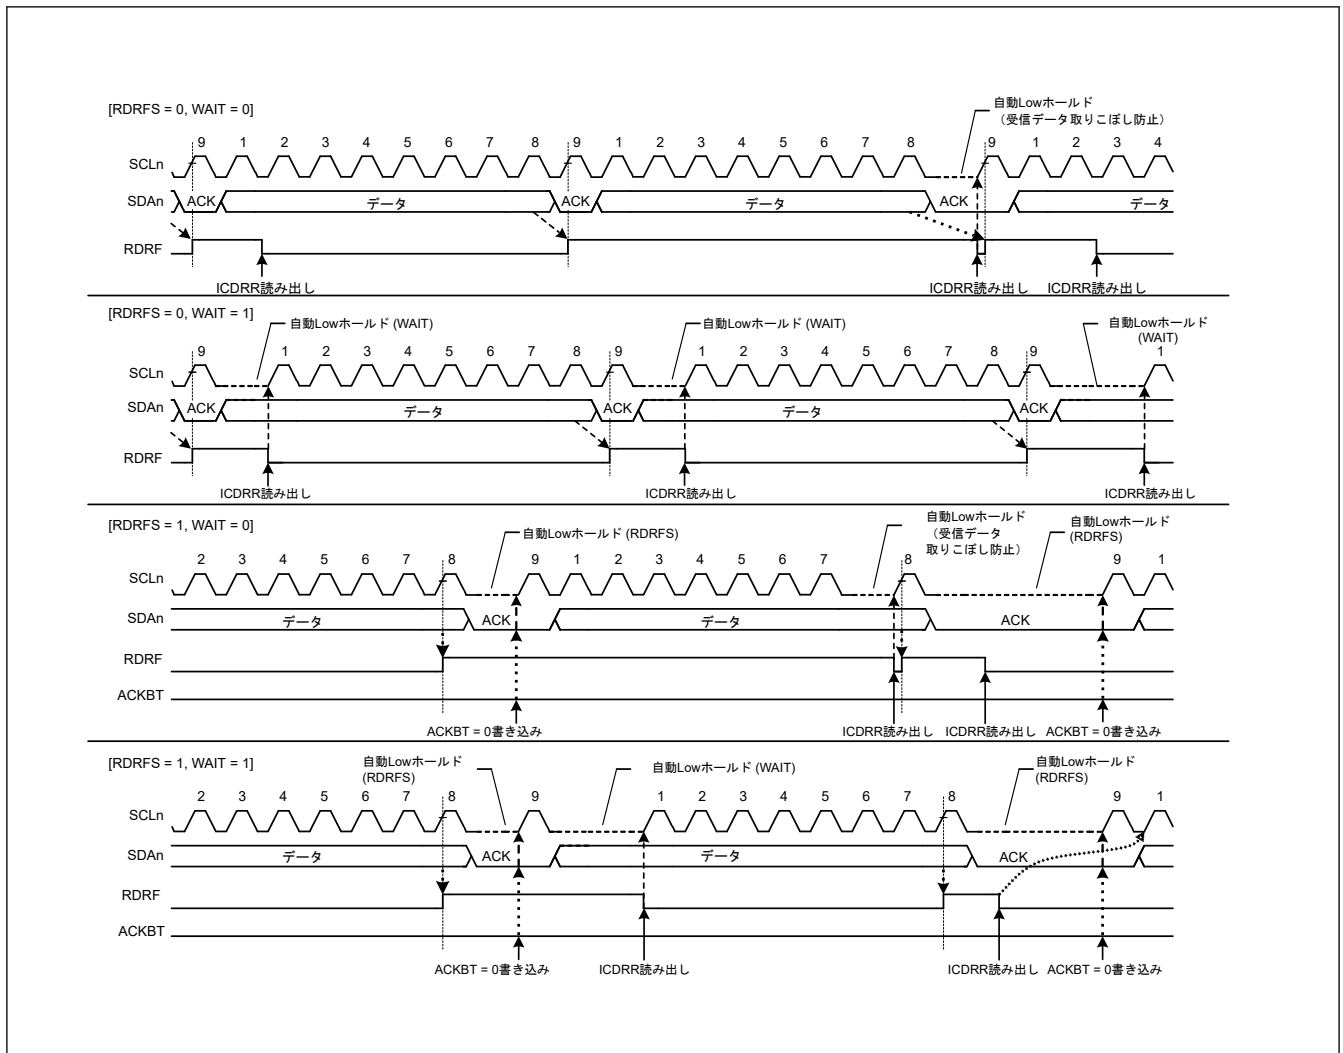 [RDRFS = 0, WAIT = 0]
自動Lowホールド
（受信データ取りこぼし防止）
9 1 2 3 4 5 6 7 8 9 1 2 3 4 5 6 7 8 9 1 2 3 4
SCLn
SDAn ACK データ ACK データ ACK データ
RDRF
ICDRR読み出し ICDRR読み出し ICDRR読み出し
[RDRFS = 0, WAIT = 1]
自動Lowホールド (WAIT) 自動Lowホールド (WAIT) 自動Lowホールド
(WAIT)
9 1 2 3 4 5 6 7 8 9 1 2 3 4 5 6 7 8 9 1
SCLn
SDAn ACK データ ACK データ ACK
RDRF
ICDRR読み出し ICDRR読み出し ICDRR読み出し
[RDRFS = 1, WAIT = 0]
自動Lowホールド (RDRFS)
自動Lowホールド
（受信データ
取りこぼし防止）
自動Lowホールド
(RDRFS)
2 3 4 5 6 7 8 9 1 2 3 4 5 6 7 8 9 1
SCLn
SDAn データ ACK データ ACK
RDRF
ACKBT
ACKBT = 0書き込み ICDRR読み出し ICDRR読み出し ACKBT = 0書き込み
[RDRFS = 1, WAIT = 1]
自動Lowホールド
(RDRFS)
自動Lowホールド (WAIT)
自動Lowホールド
(RDRFS)
2 3 4 5 6 7 8 9 1 2 3 4 5 6 7 8 9 1
SCLn
SDAn データ ACK データ ACK
RDRF
ACKBT
ACKBT = 0書き込み ICDRR読み出し ICDRR読み出し ACKBT = 0書き込み